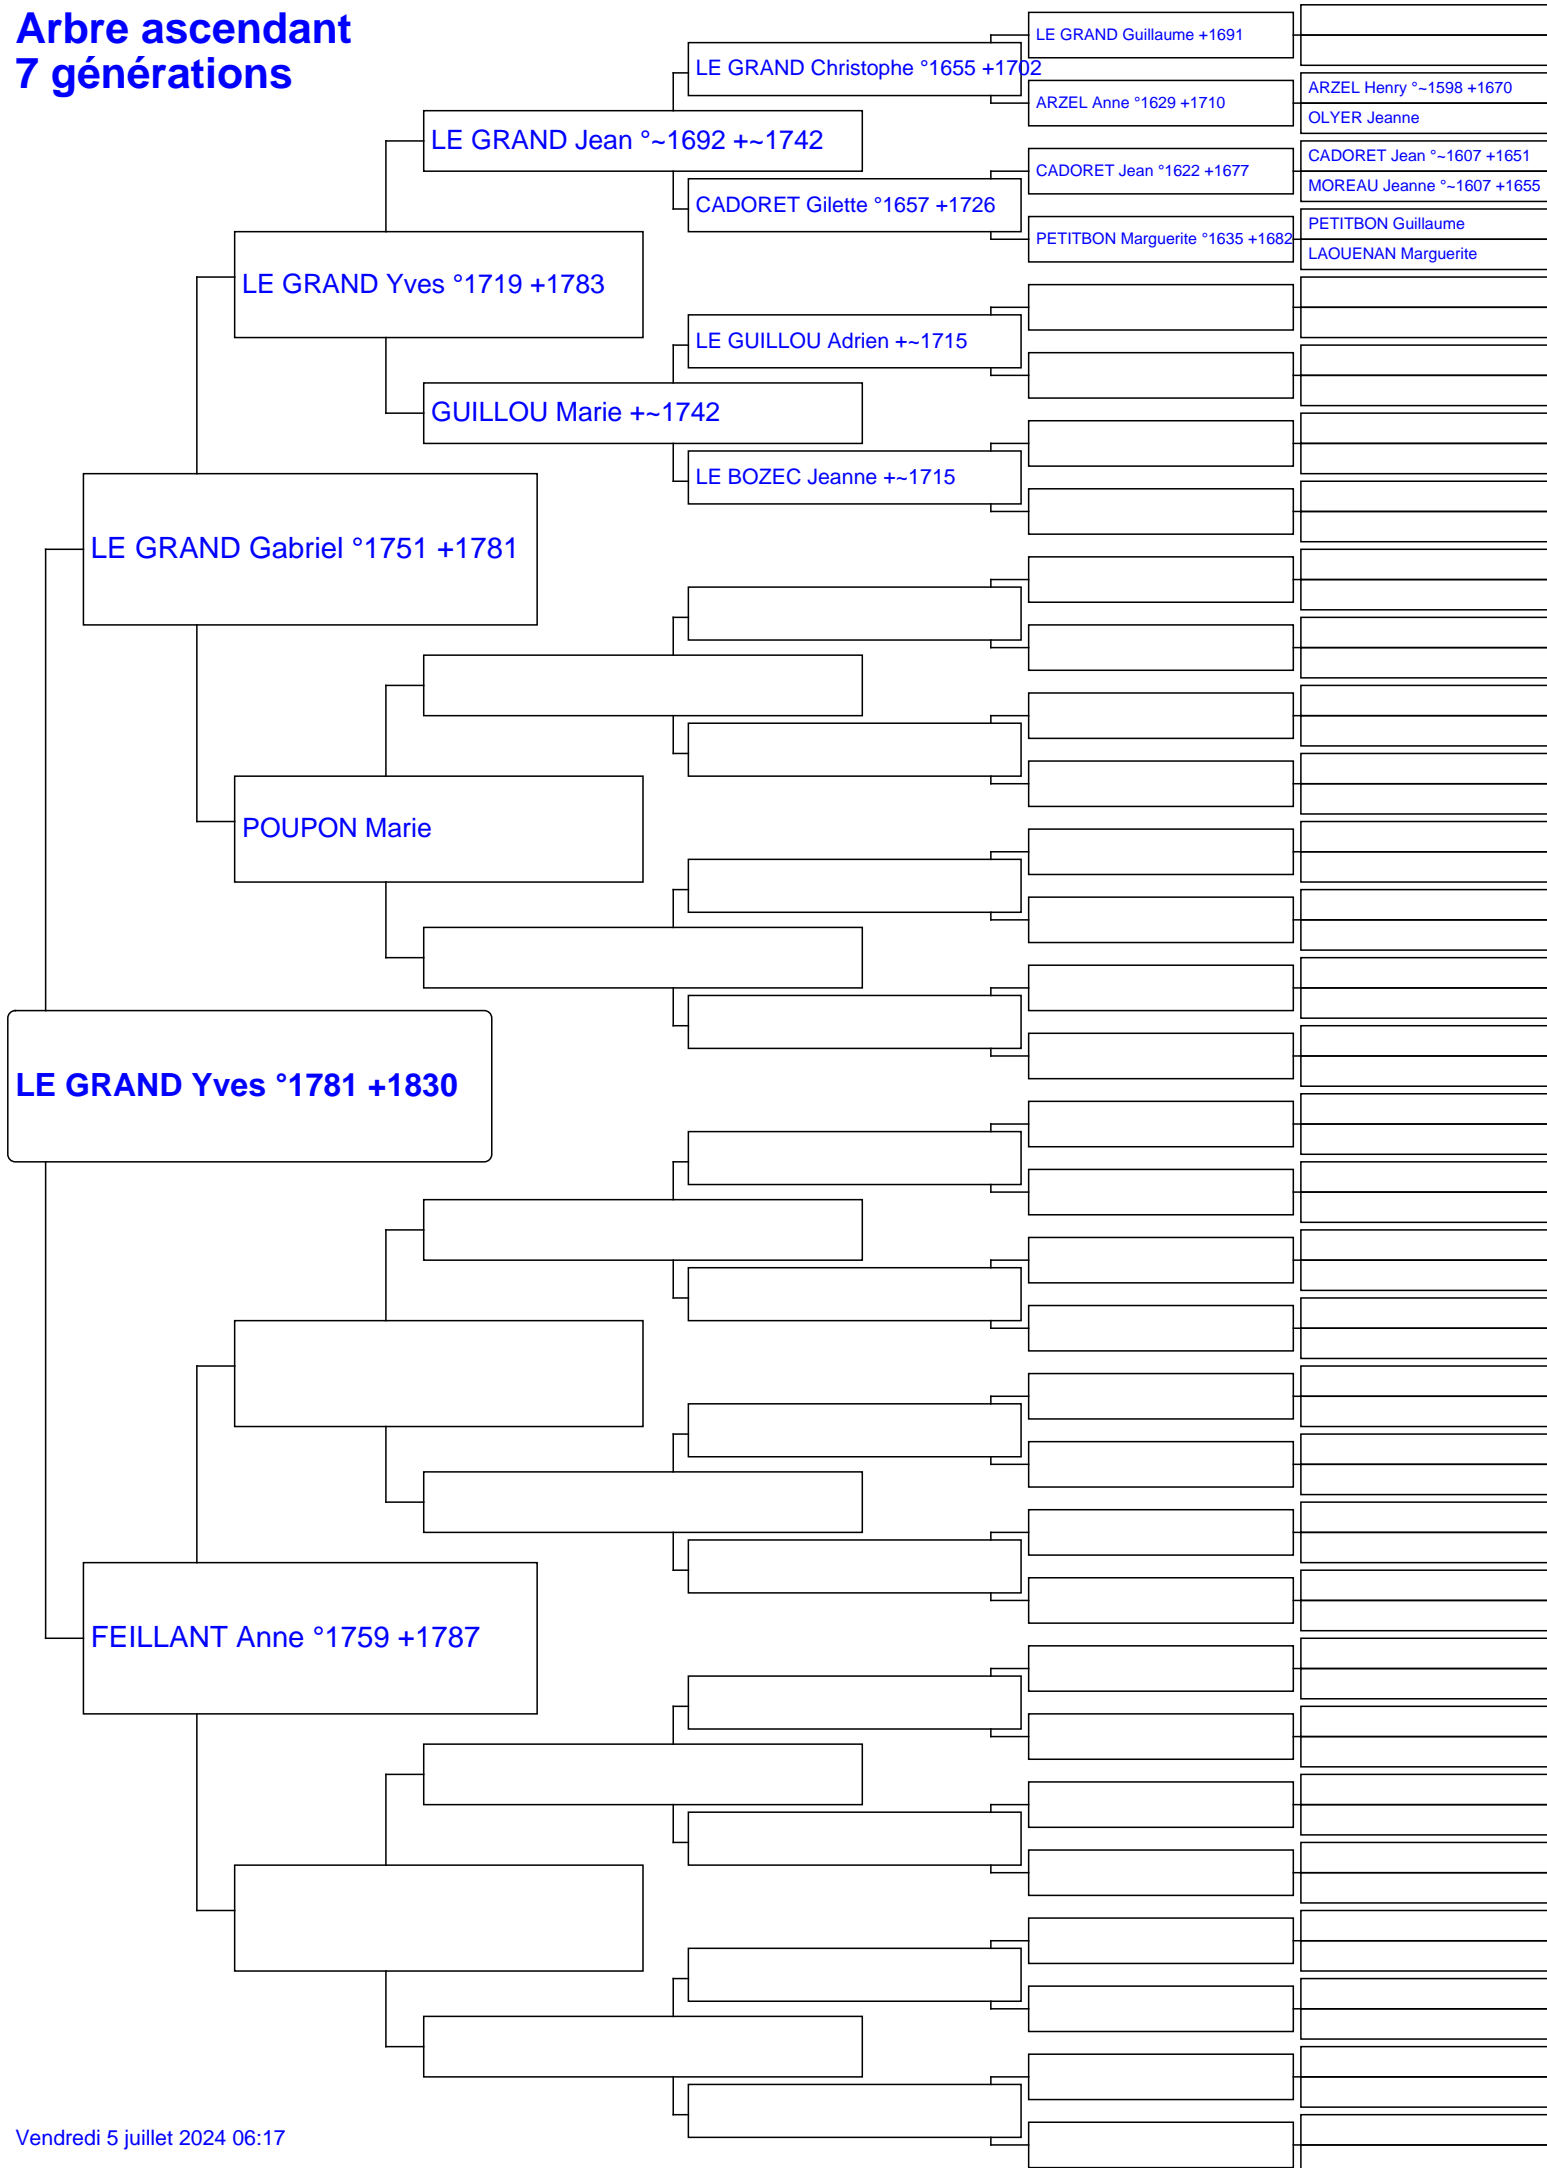 Arbre ascendant
7 générations
LE GRAND Guillaume +1691
LE GRAND Christophe °1655 +1702
ARZEL Henry °~1598 +1670
ARZEL Anne °1629 +1710
OLYER Jeanne
LE GRAND Jean °~1692 +~1742
CADORET Jean °~1607 +1651
CADORET Jean °1622 +1677
MOREAU Jeanne °~1607 +1655
CADORET Gilette °1657 +1726
PETITBON Guillaume
PETITBON Marguerite °1635 +1682
LAOUENAN Marguerite
LE GRAND Yves °1719 +1783
LE GUILLOU Adrien +~1715
GUILLOU Marie +~1742
LE BOZEC Jeanne +~1715
LE GRAND Gabriel °1751 +1781
POUPON Marie
LE GRAND Yves °1781 +1830
FEILLANT Anne °1759 +1787
Vendredi 5 juillet 2024 06:17